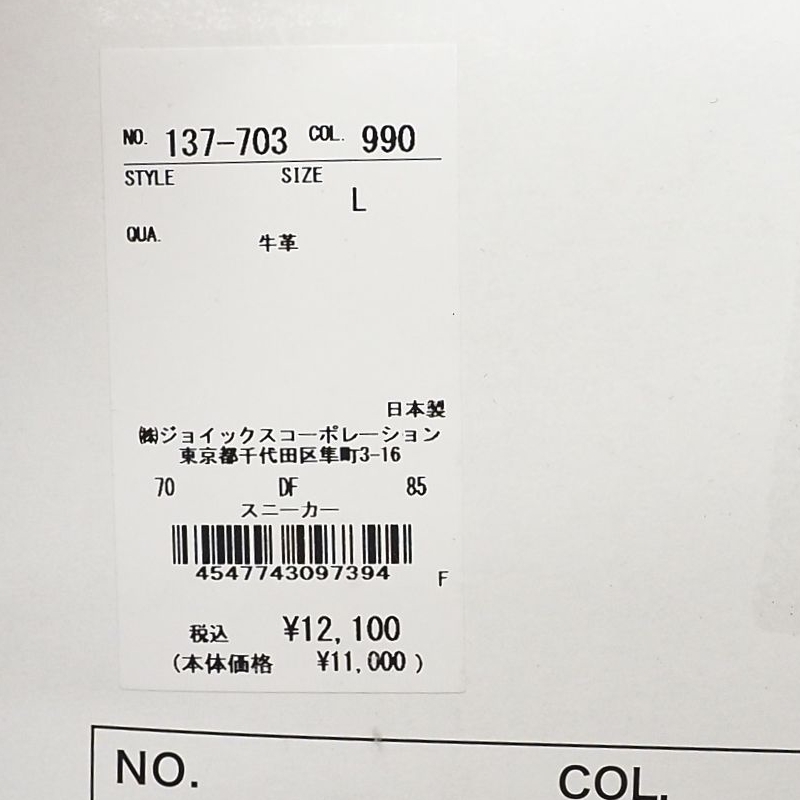 NO. 137-703 COL. 990
STYLE SIZE
L
QUA. 牛革
日本製
㈱ジョイックスコーポレーション
東京都千代田区隼町3-16
70 DF 85
スニーカー
4547743097394
F
税込 ¥12,100
(本体価格 ¥11,000 )
NO. COL.